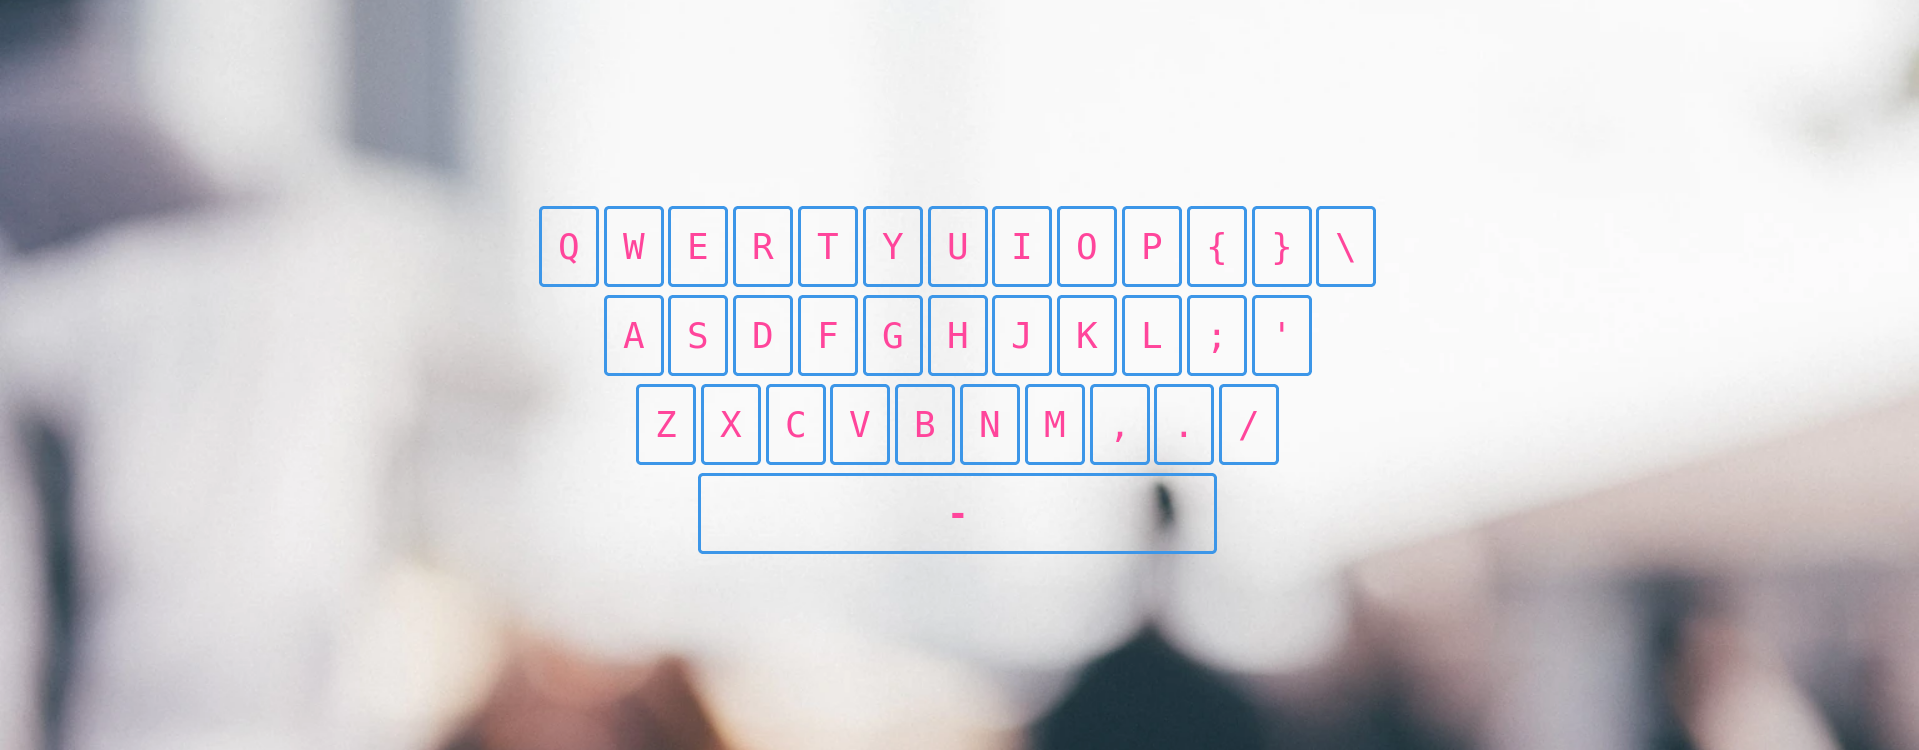 Q W E R T Y U I O P { } \
A S D F G H J K L ; '
Z X C V B N M , . /
-